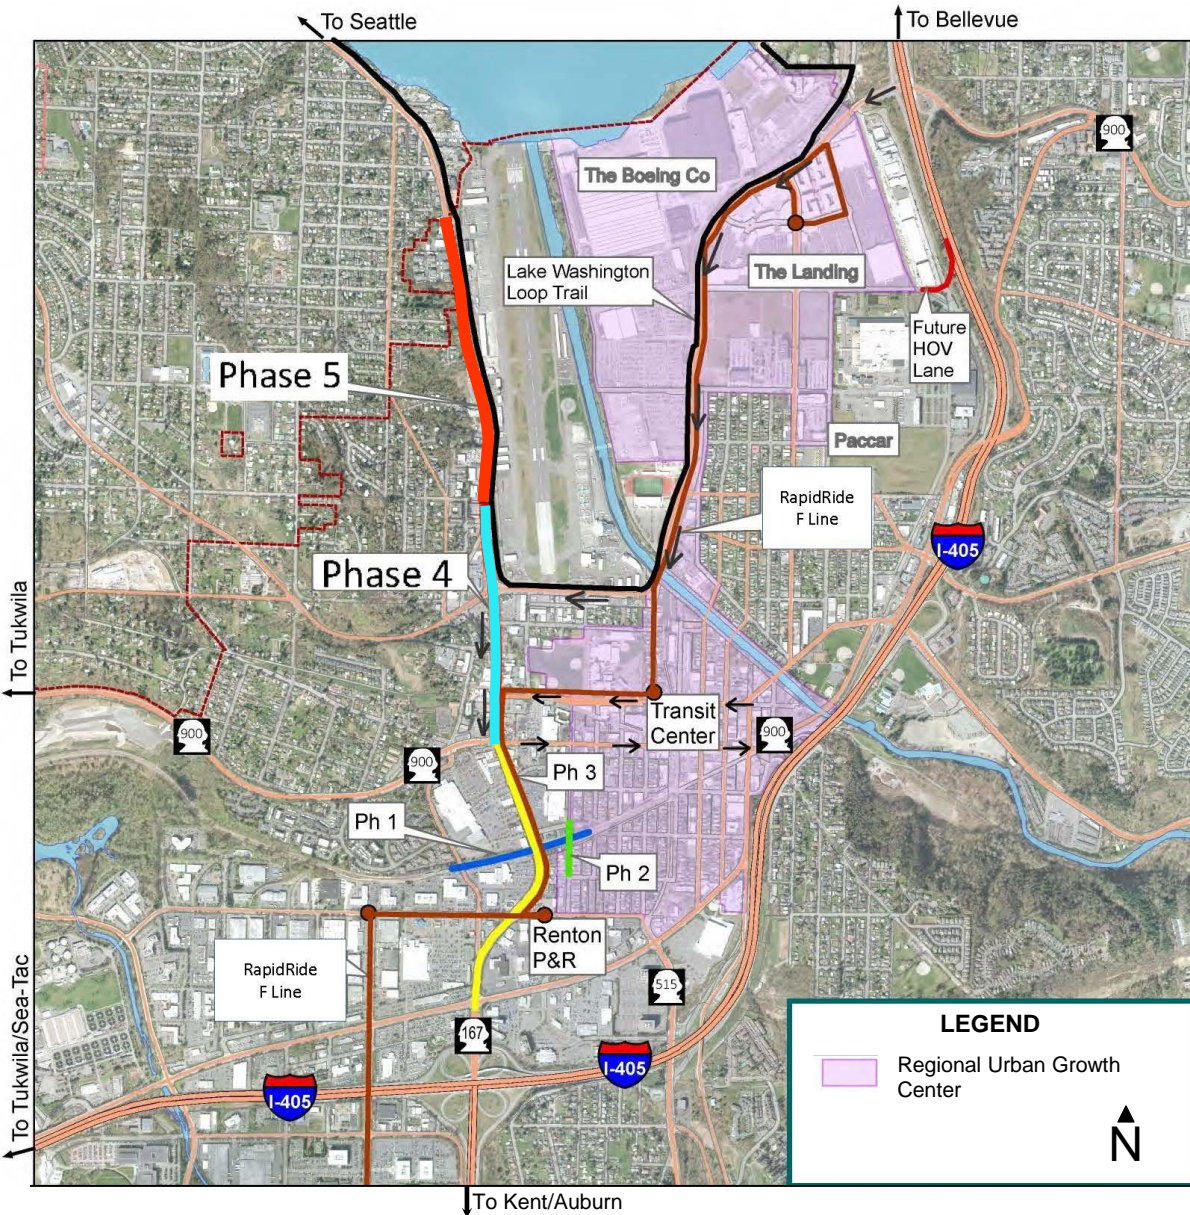 To Seattle
To Bellevue
900
The Boeing Co
Lake Washington
Loop Trail
The Landing
Future
HOV
Lane
Phase 5
Paccar
RapidRide
F Line
I-405
Phase 4
To Tukwila
Transit
Center
900
900
900
Ph 3
Ph 1
Ph 2
Renton
P&R
RapidRide
F Line
515
167
To Tukwila/Sea-Tac
I-405
I-405
LEGEND
Regional Urban Growth
Center
N
To Kent/Auburn